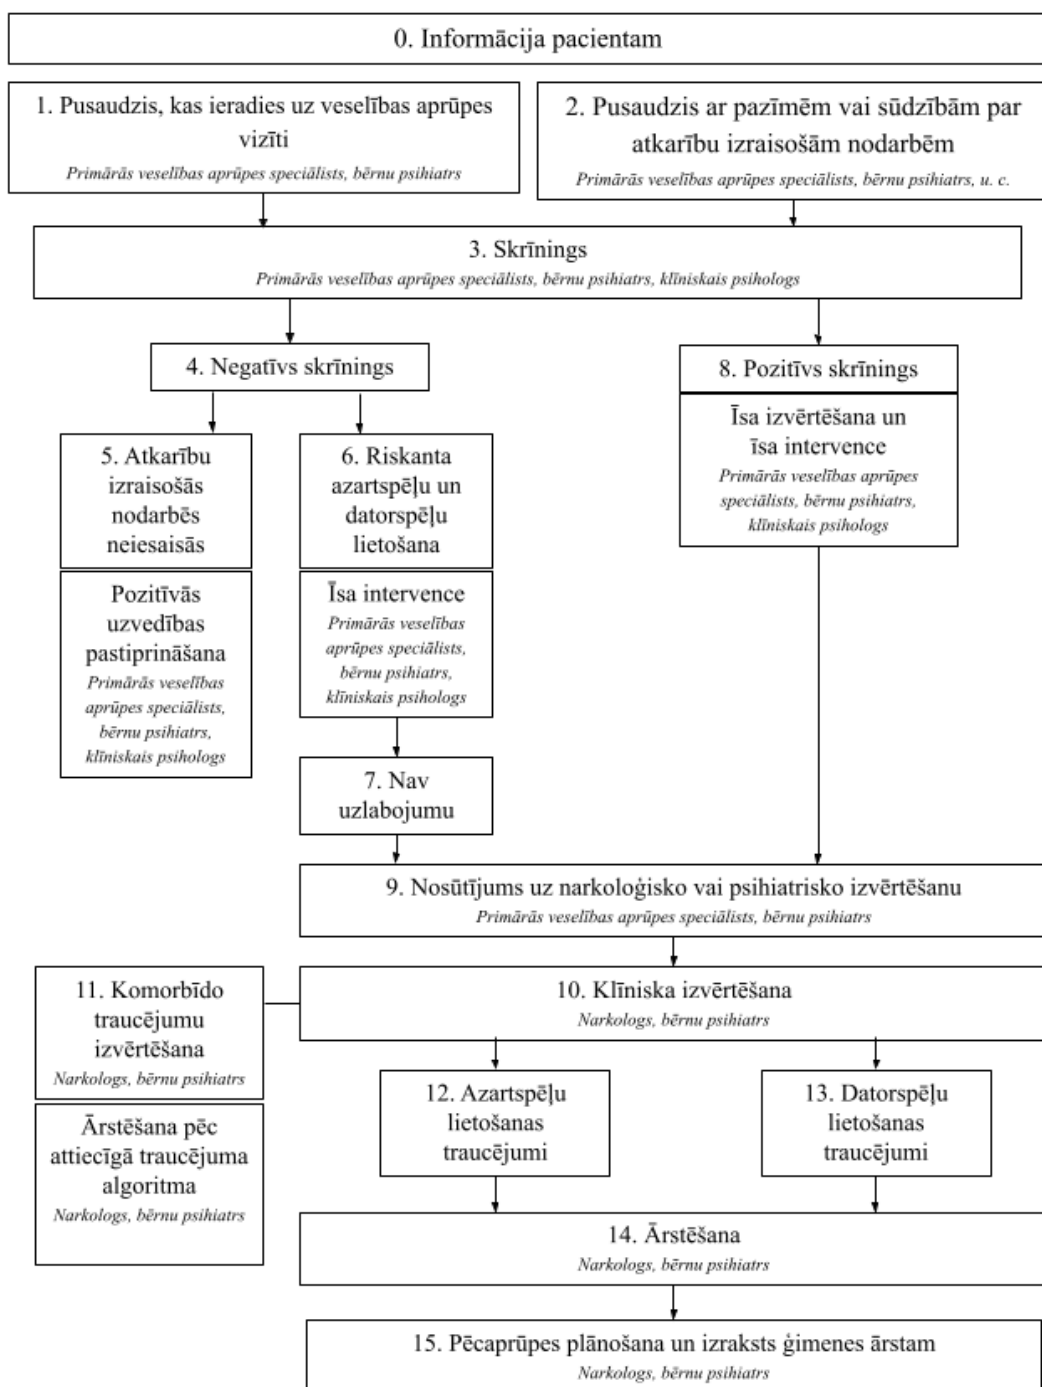 0. Informācija pacientam
1. Pusaudzis, kas ieradies uz veselības aprūpes
vizīti
Primārās veselības aprūpes speciālists, bērnu psihiatrs
2. Pusaudzis ar pazīmēm vai sūdzībām par
atkarību izraisošām nodarbēm
Primārās veselības aprūpes speciālists, bērnu psihiatrs, u. c.
3. Skrīnings
Primārās veselības aprūpes speciālists, bērnu psihiatrs, klīniskais psihologs
4. Negatīvs skrīnings
5. Atkarību
izraisošās
nodarbēs
neiesaisās
Pozitīvās
uzvedības
pastiprināšana
Primārās veselības
aprūpes speciālists,
bērnu psihiatrs,
klīniskais psihologs
6. Riskanta
azartspēļu un
datorspēļu
lietošana
Īsa intervence
Primārās veselības
aprūpes speciālists,
bērnu psihiatrs,
klīniskais psihologs
7. Nav
uzlabojumu
8. Pozitīvs skrīnings
Īsa izvērtēšana un
īsa intervence
Primārās veselības aprūpes
speciālists, bērnu psihiatrs,
klīniskais psihologs
9. Nosūtījums uz narkoloģisko vai psihiatrisko izvērtēšanu
Primārās veselības aprūpes speciālists, bērnu psihiatrs
10. Klīniska izvērtēšana
Narkologs, bērnu psihiatrs
11. Komorbīdo
traucējumu
izvērtēšana
Narkologs, bērnu psihiatrs
Ārstēšana pēc
attiecīgā traucējuma
algoritma
Narkologs, bērnu psihiatrs
12. Azartspēļu
lietošanas
traucējumi
13. Datorspēļu
lietošanas
traucējumi
14. Ārstēšana
Narkologs, bērnu psihiatrs
15. Pēcaprūpes plānošana un izraksts ģimenes ārstam
Narkologs, bērnu psihiatrs